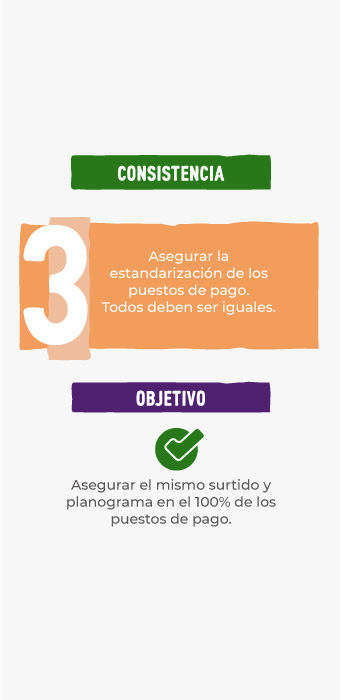 CONSISTENCIA
3
Asegurar la
estandarización de los
puestos de pago.
Todos deben ser iguales.
OBJETIVO
Asegurar el mismo surtido y
planograma en el 100% de los
puestos de pago.